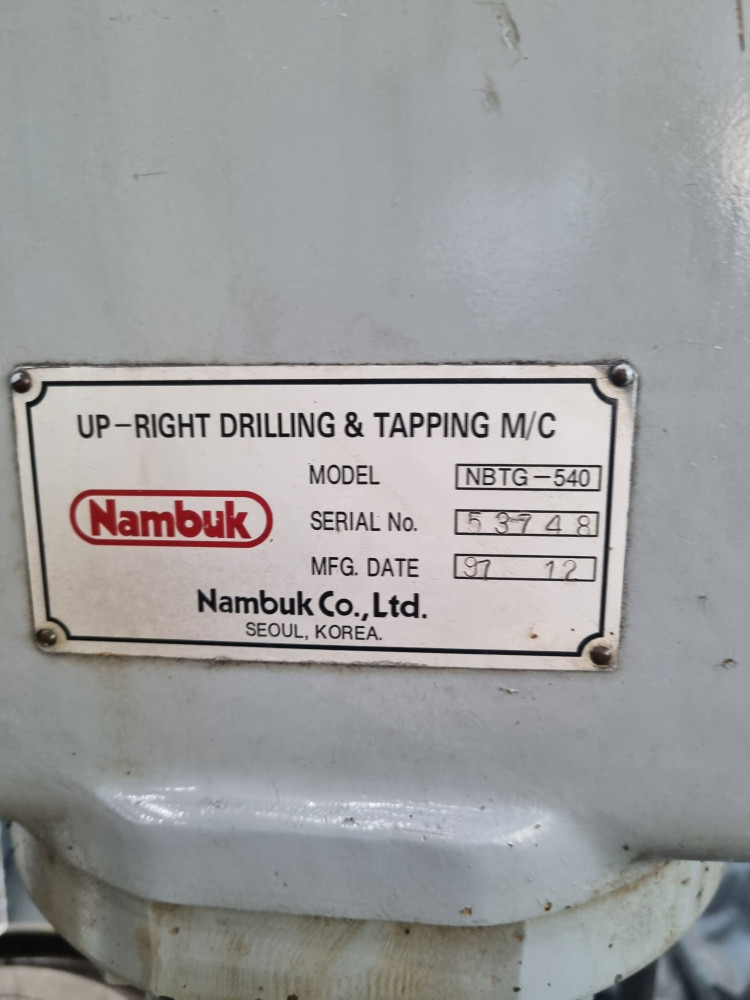 UP-RIGHT DRILLING & TAPPING M/C
Nambuk
MODEL NBTG-540
SERIAL No. 53748
MFG. DATE 97 12
Nambuk Co., Ltd.
SEOUL, KOREA.